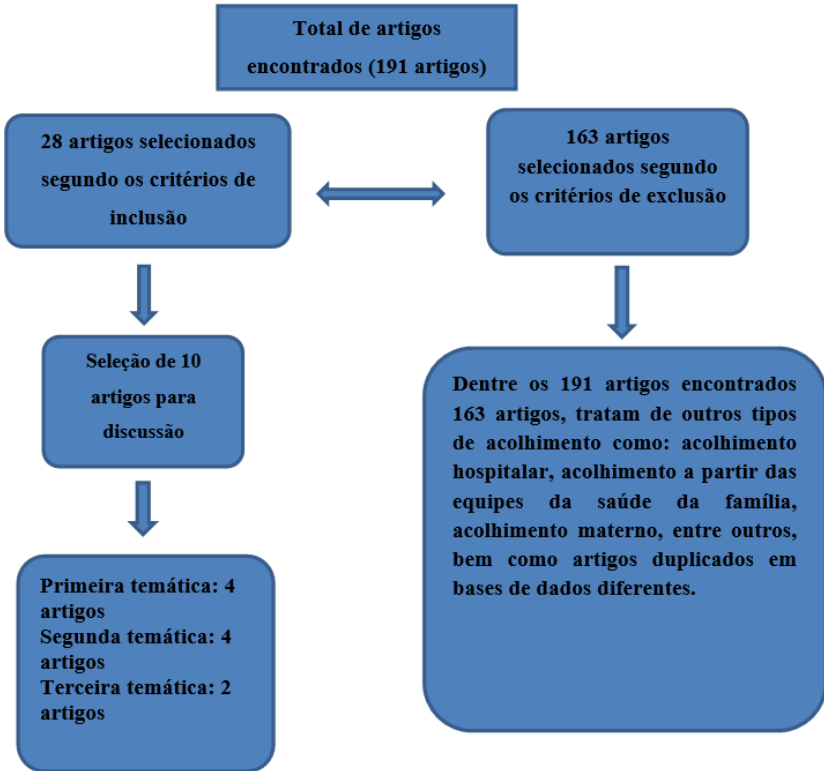 Total de artigos
encontrados (191 artigos)
28 artigos selecionados
segundo os critérios de
inclusão
163 artigos
selecionados segundo
os critérios de exclusão
Seleção de 10
artigos para
discussão
Dentre os 191 artigos encontrados
163 artigos, tratam de outros tipos
de acolhimento como: acolhimento
hospitalar, acolhimento a partir das
equipes da saúde da família,
acolhimento materno, entre outros,
bem como artigos duplicados em
bases de dados diferentes.
Primeira temática: 4
artigos
Segunda temática: 4
artigos
Terceira temática: 2
artigos